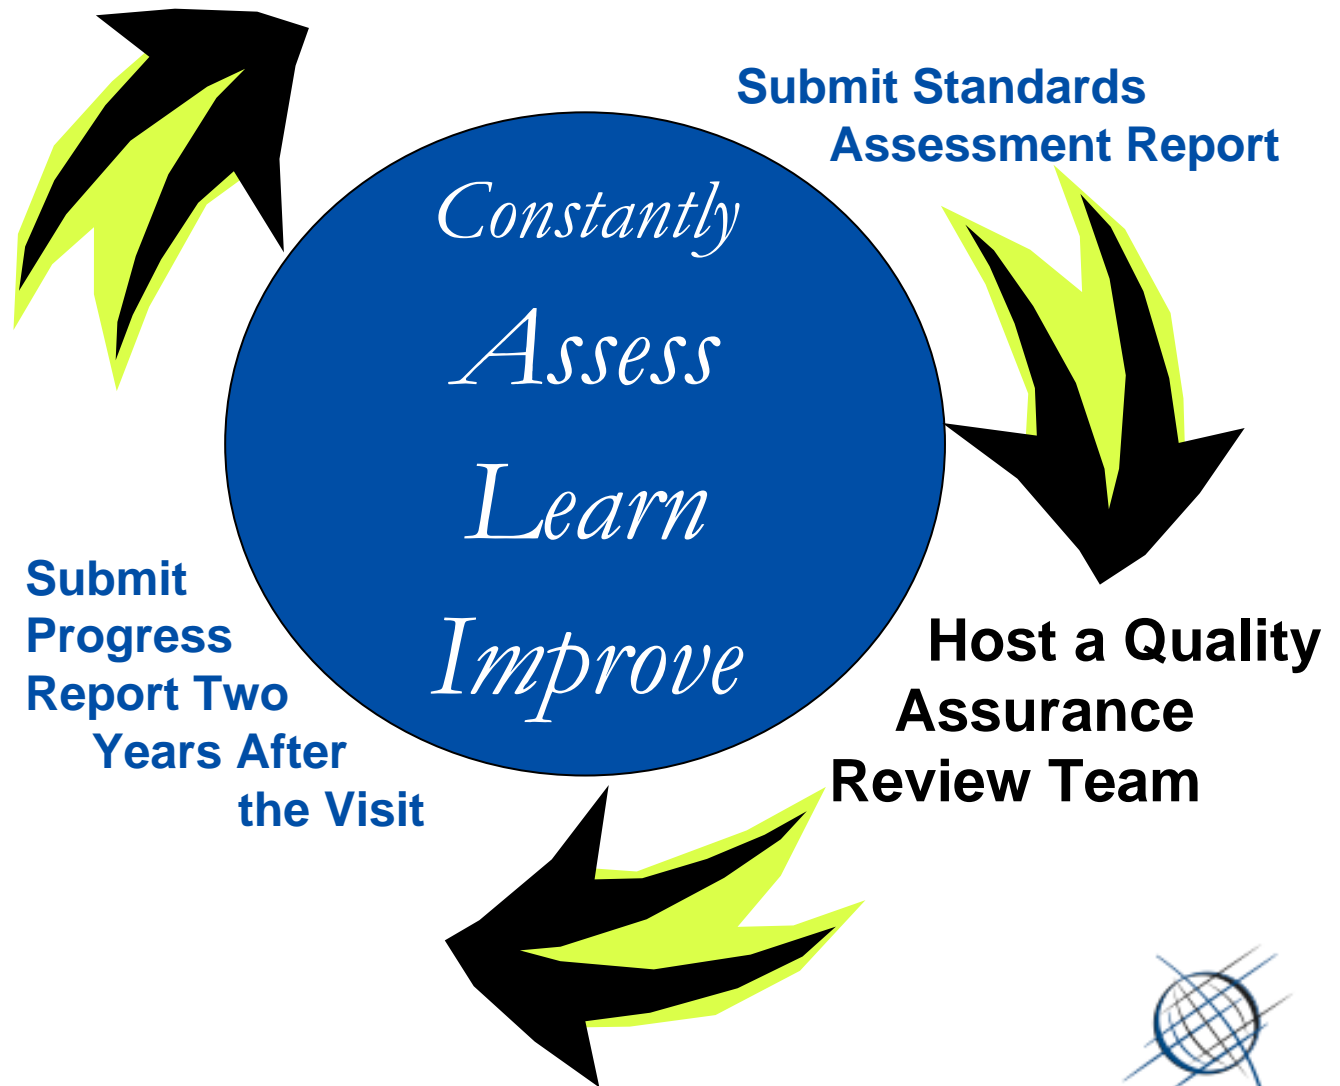 Submit Standards
Assessment Report
Constantly
Assess
Learn
Improve
Host a Quality
Assurance
Review Team
Submit
Progress
Report Two
Years After
the Visit